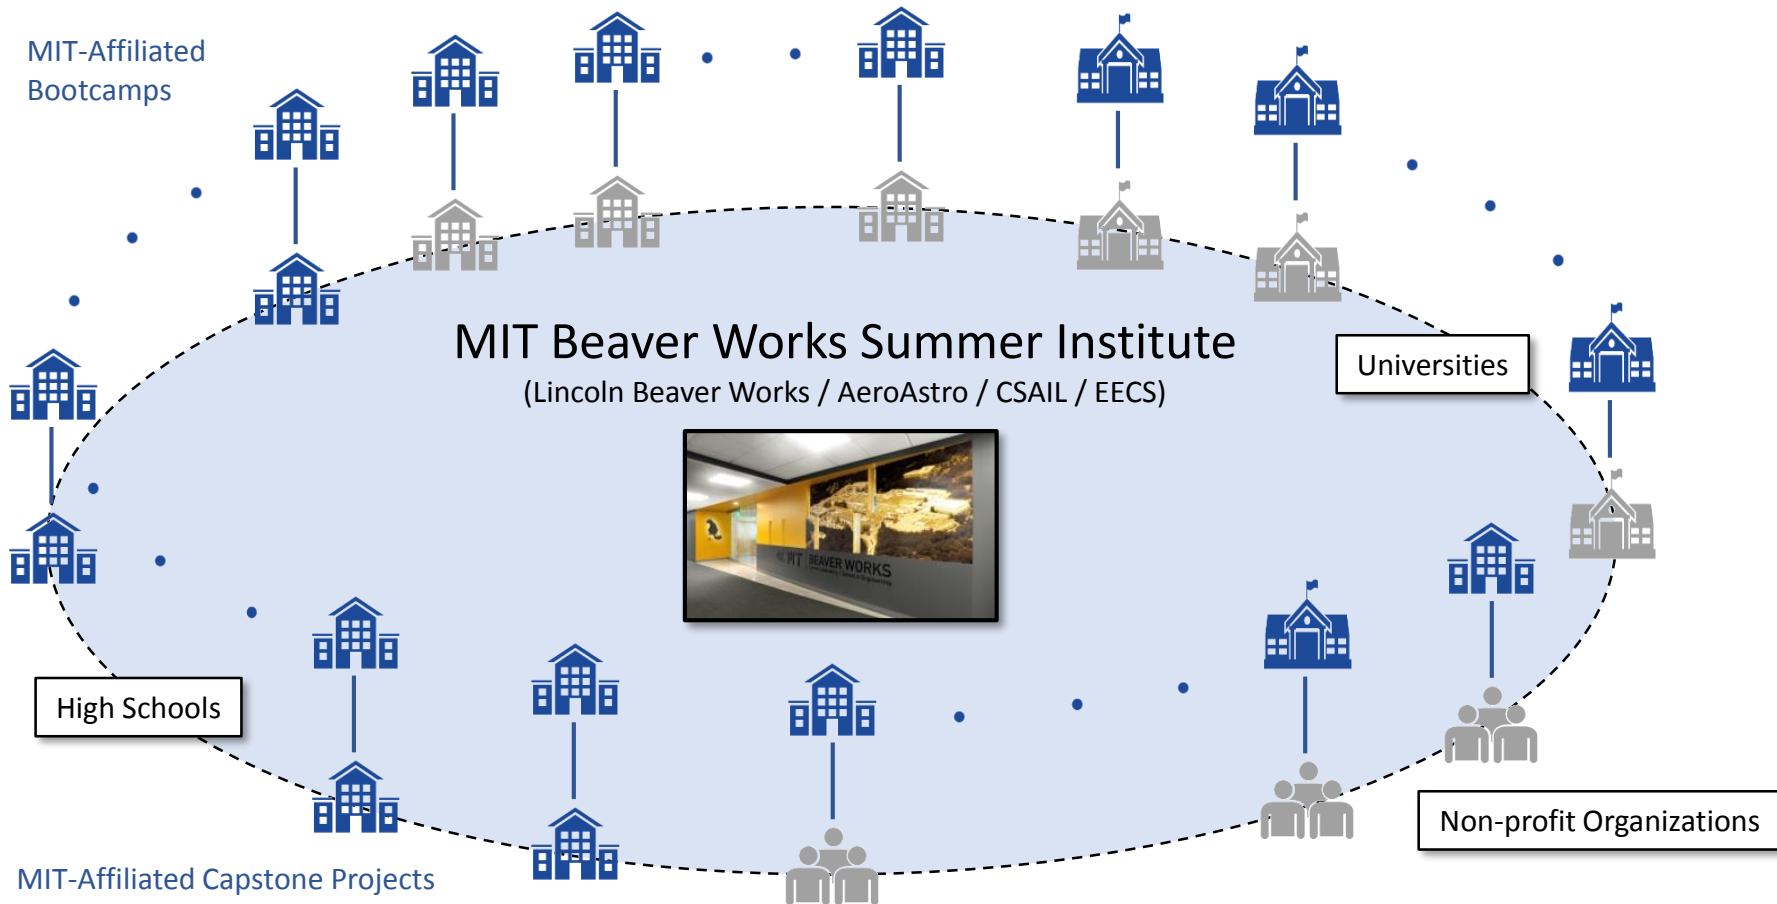 MIT-Affiliated
Bootcamps
MIT Beaver Works Summer Institute
(Lincoln Beaver Works / AeroAstro / CSAIL / EECS)
Universities
MIT
BEAVER WORKS
High Schools
Non-profit Organizations
MIT-Affiliated Capstone Projects